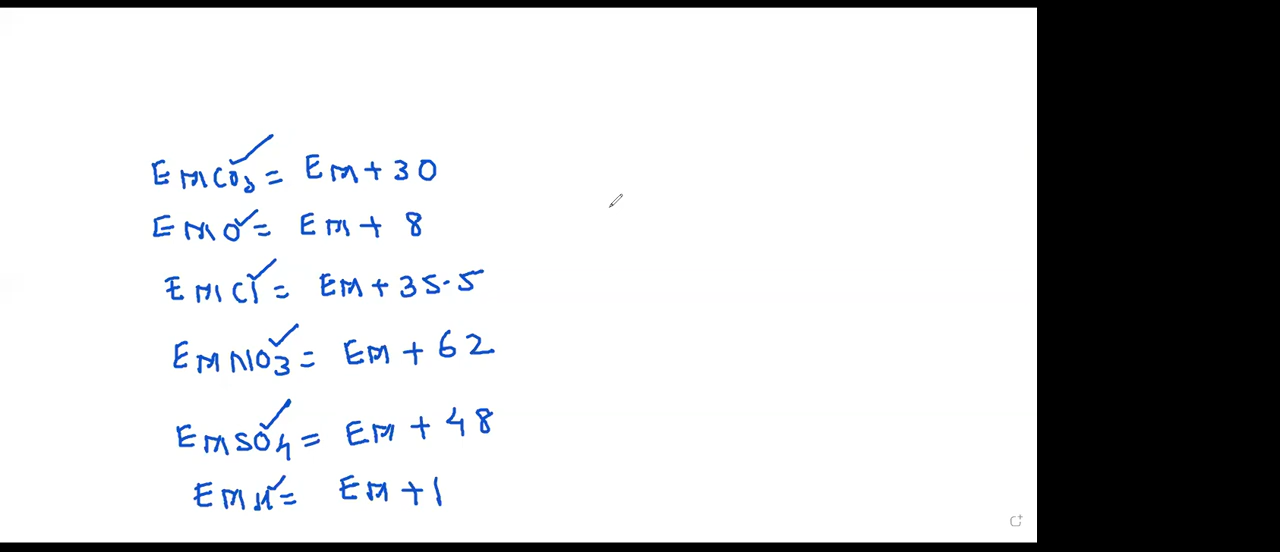 EMCO3 = EM + 30
EMO = EM + 8
EMCl = EM + 35.5
EMNO3 = EM + 62
EMSO4 = EM + 48
EMH = EM + 1